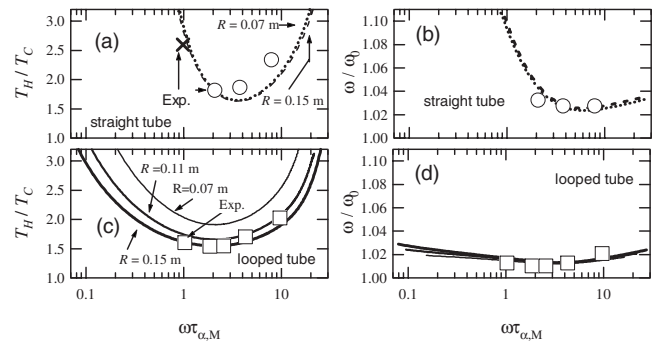 3.0
2.5
2.0
1.5
1.0
T_H / T_C
(a)
R = 0.07 m
Exp.
R = 0.15 m
straight tube
1.10
1.08
1.06
1.04
1.02
1.00
ω / ω₀
(b)
straight tube
3.0
2.5
2.0
1.5
1.0
T_H / T_C
R = 0.11 m
R=0.07 m
(c)
Exp.
R = 0.15 m
looped tube
1.10
1.08
1.06
1.04
1.02
1.00
ω / ω₀
(d)
looped tube
0.1 1 10
0.1 1 10
ωτ_α,M
ωτ_α,M